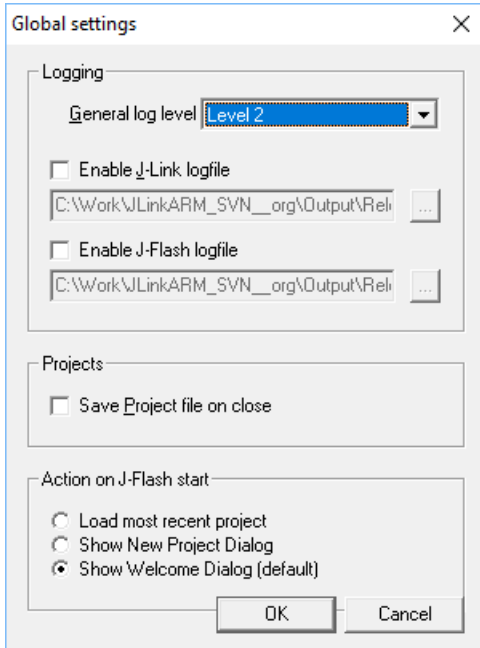 Global settings
Logging
General log level Level 2
Enable J-Link logfile
C:\Work\JLinkARM_SVN__org\Output\Rel
...
Enable J-Flash logfile
C:\Work\JLinkARM_SVN__org\Output\Rel
...
Projects
Save Project file on close
Action on J-Flash start
Load most recent project
Show New Project Dialog
Show Welcome Dialog (default)
OK Cancel